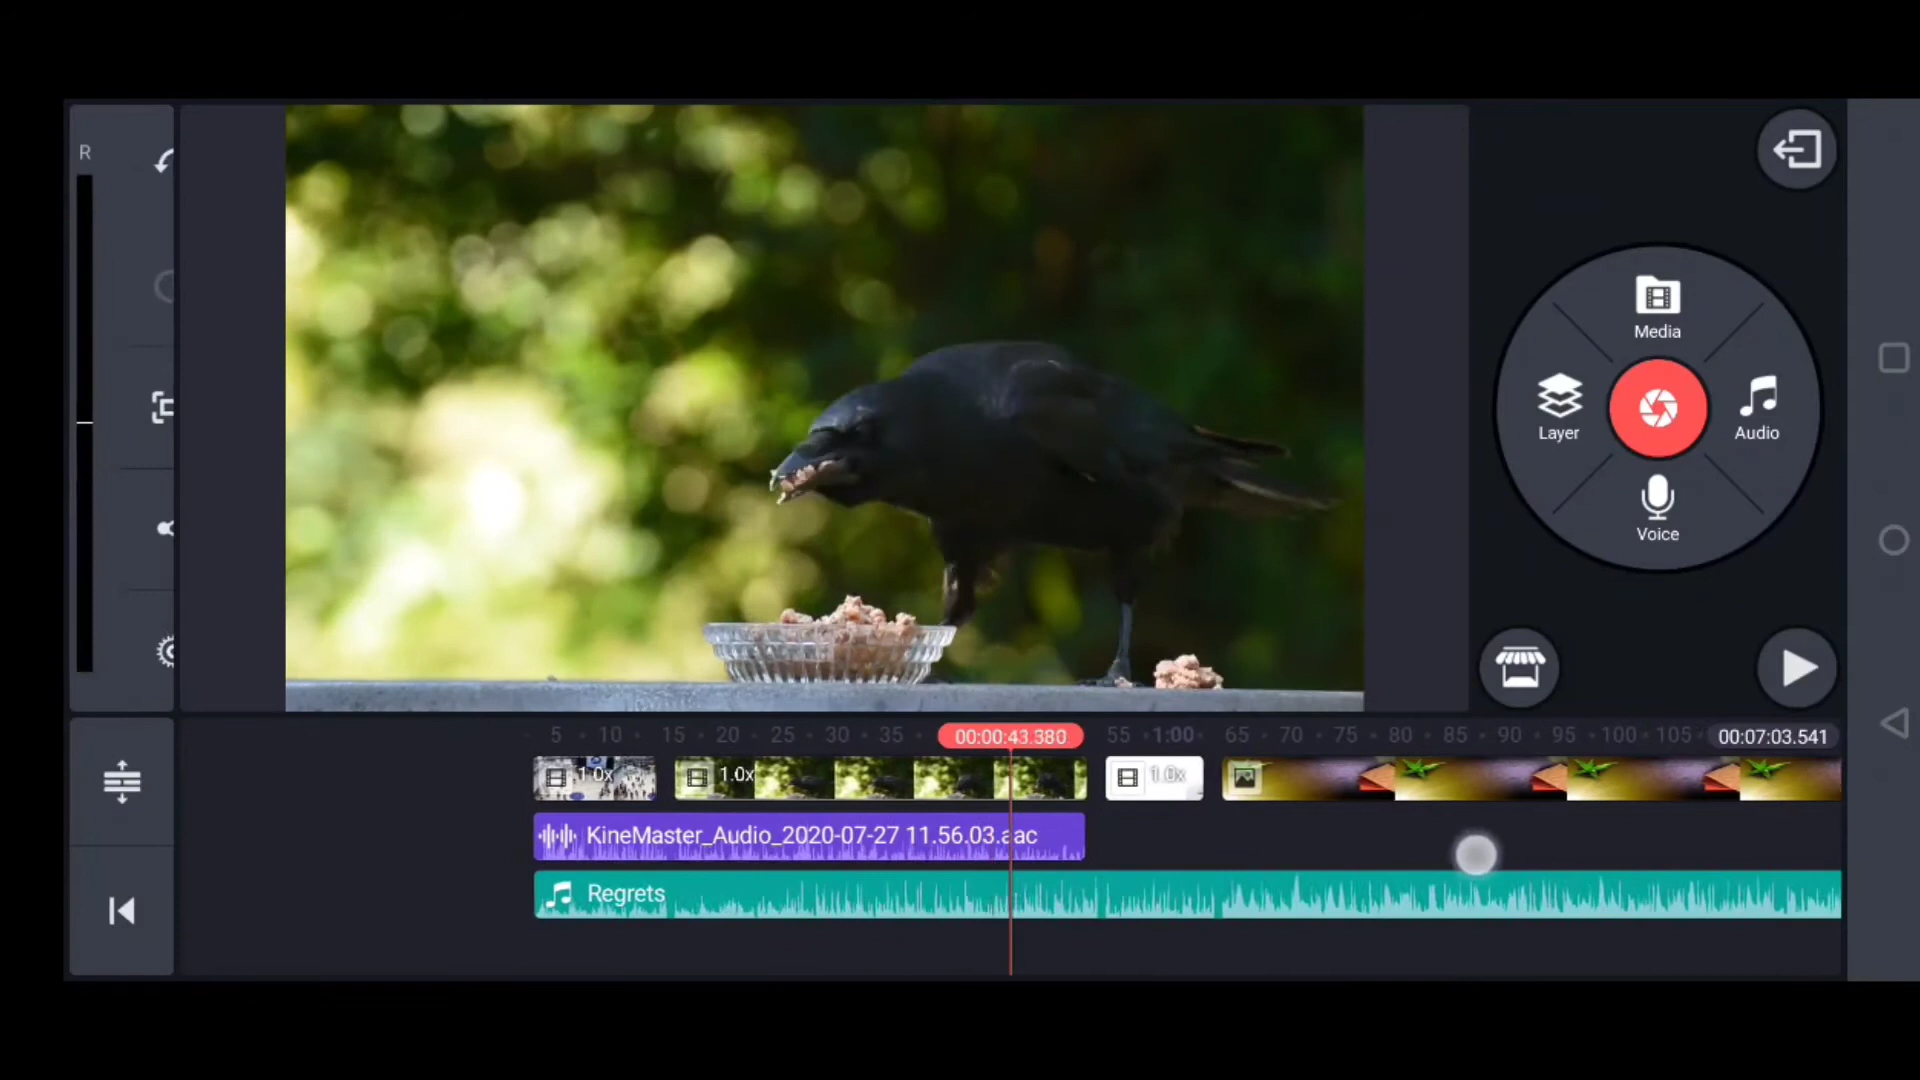 R
Media
Layer
Audio
Voice
5 10 15 20 25 30 35 00:00:43.380 55 1:00 65 70 75 80 85 90 95 100 105 00:07:03.541
1.0x 1.0x 1.0x
KineMaster_Audio_2020-07-27 11.56.03.aac
Regrets